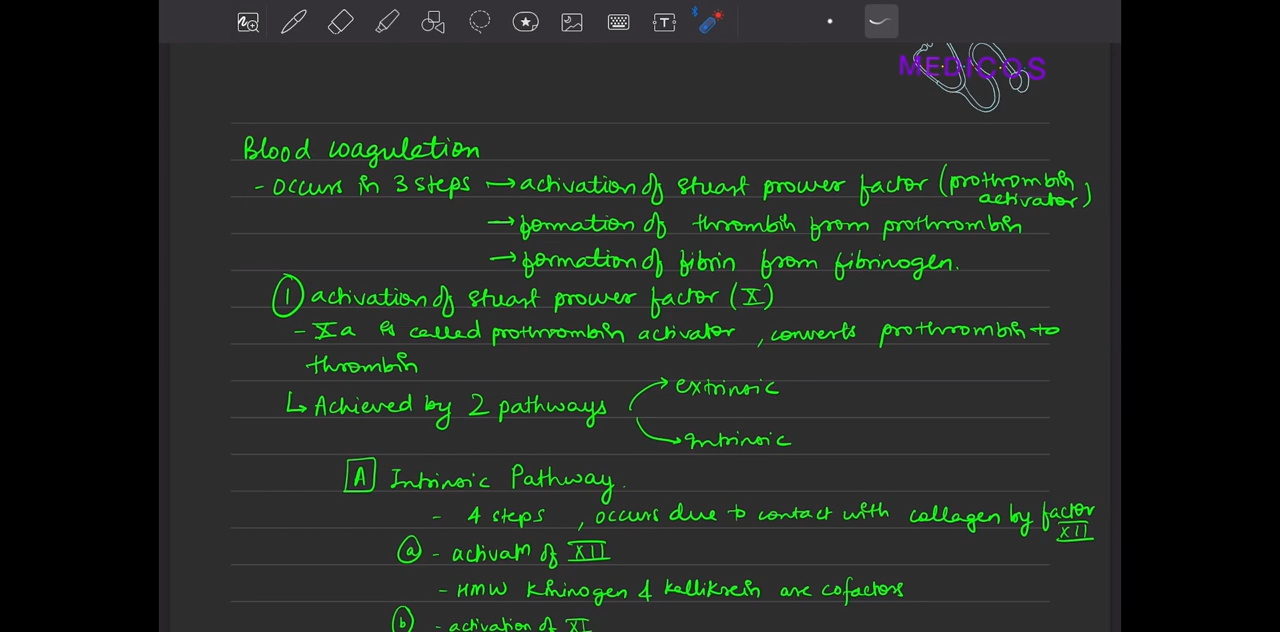 MEDICOS
Blood coagulation
- occurs in 3 steps → activation of stuart prower factor (prothrombin activator)
→ formation of thrombin from prothrombin
→ formation of fibrin from fibrinogen.
① activation of stuart prower factor (X)
- Xa is called prothrombin activator, converts prothrombin to
thrombin
↳ Achieved by 2 pathways
→ extrinsic
→ intrinsic
A Intrinsic Pathway.
- 4 steps, occurs due to contact with collagen by factor XII
ⓐ - activatn of XII
- HMW kininogen & kallikrein are cofactors
ⓑ - activation of XI